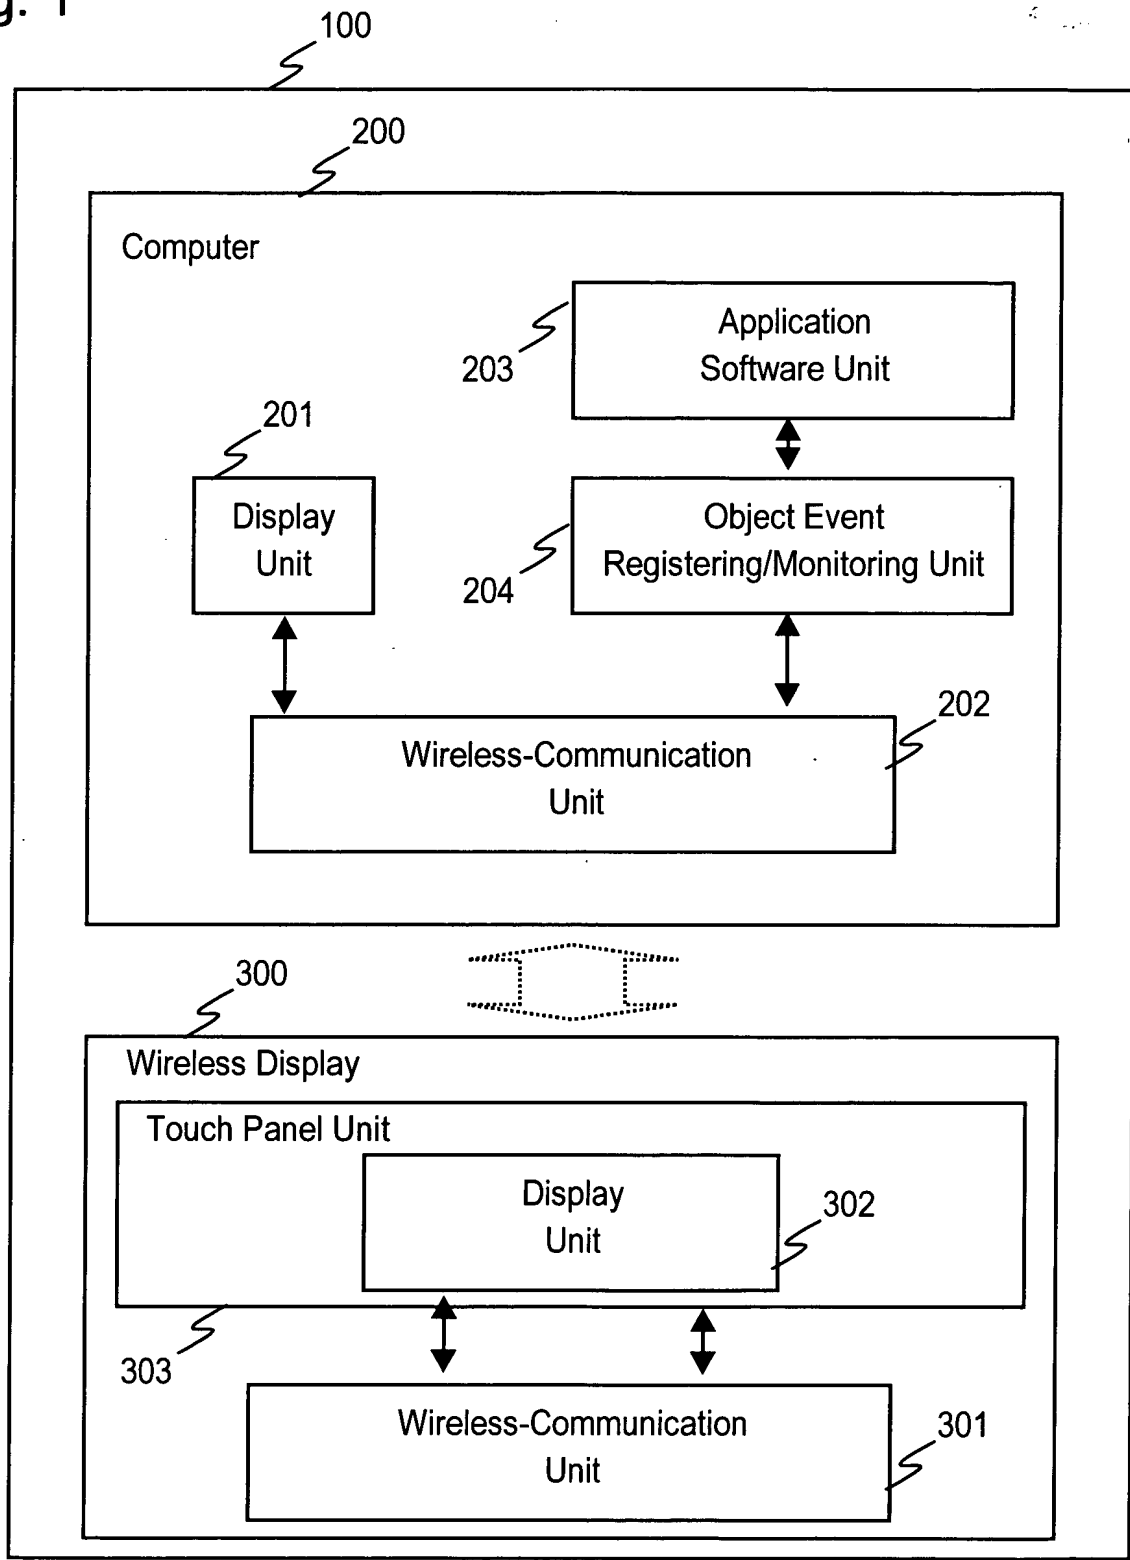 g. 1
100
200
Computer
Application
Software Unit
203
201
Display
Unit
Object Event
Registering/Monitoring Unit
204
202
Wireless-Communication
Unit
300
Wireless Display
Touch Panel Unit
Display
Unit
302
303
Wireless-Communication
Unit
301